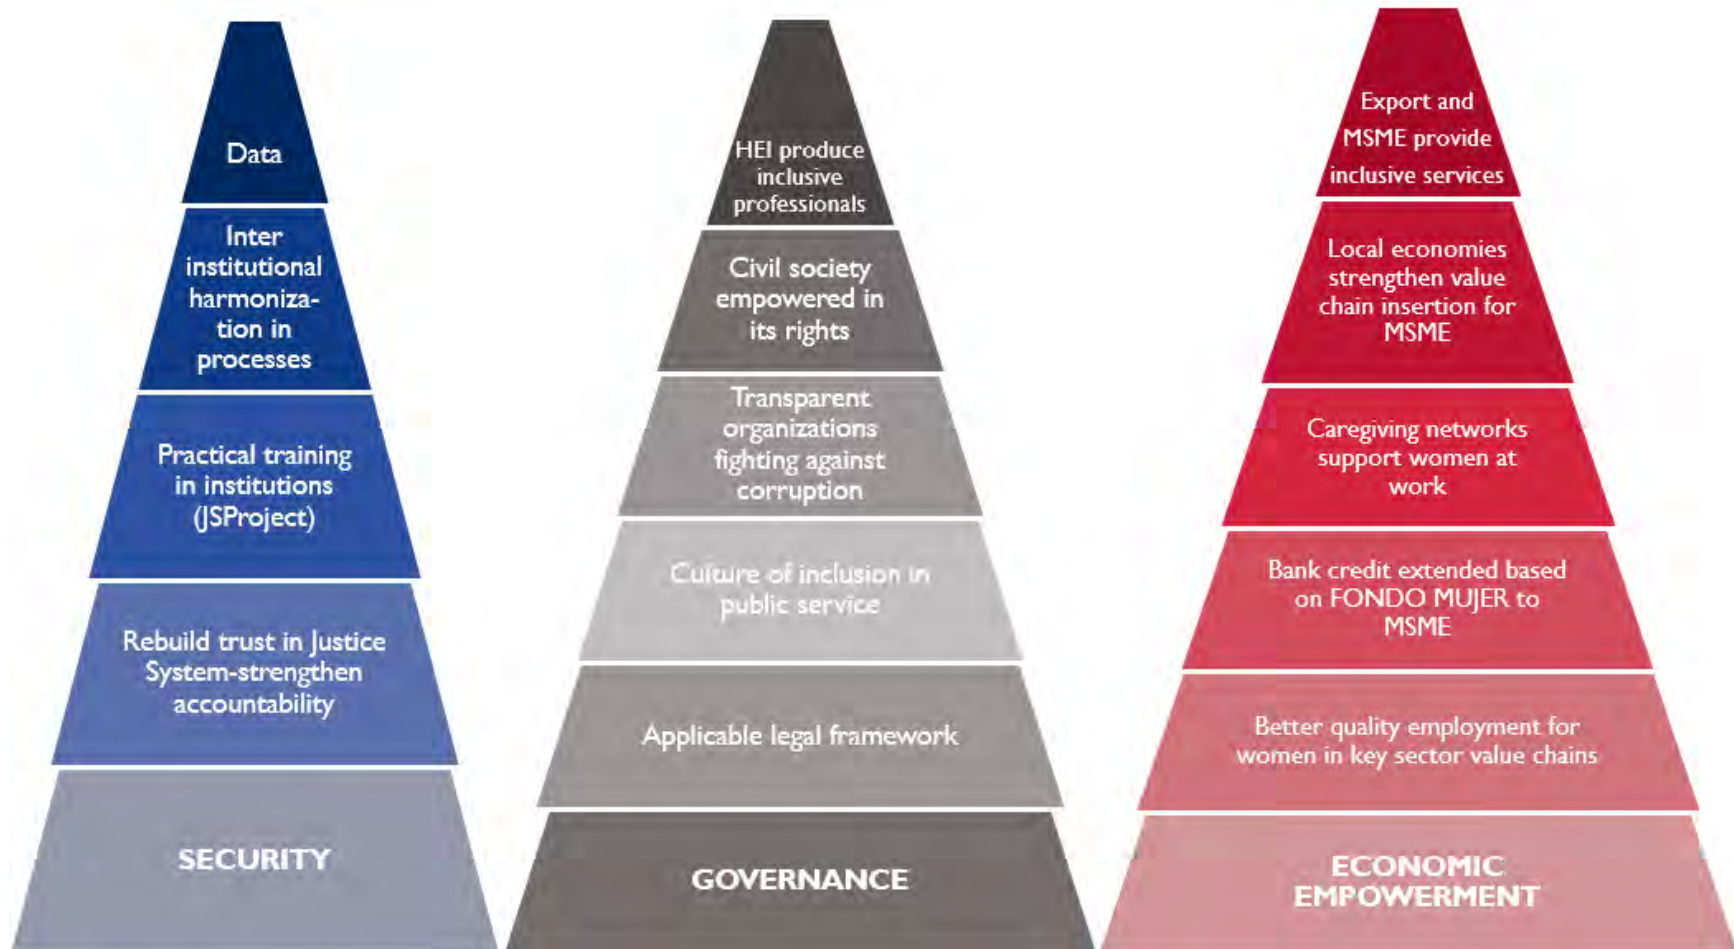 Data
Inter
institutional
harmoniza-
tion in
processes
Practical training
in institutions
(JSProject)
Rebuild trust in Justice
System-strengthen
accountability
SECURITY
HEI produce
inclusive
professionals
Civil society
empowered in
its rights
Transparent
organizations
fighting against
corruption
Culture of inclusion in
public service
Applicable legal framework
GOVERNANCE
Export and
MSME provide
inclusive services
Local economies
strengthen value
chain insertion for
MSME
Caregiving networks
support women at
work
Bank credit extended based
on FONDO MUJER to
MSME
Better quality employment for
women in key sector value chains
ECONOMIC
EMPOWERMENT